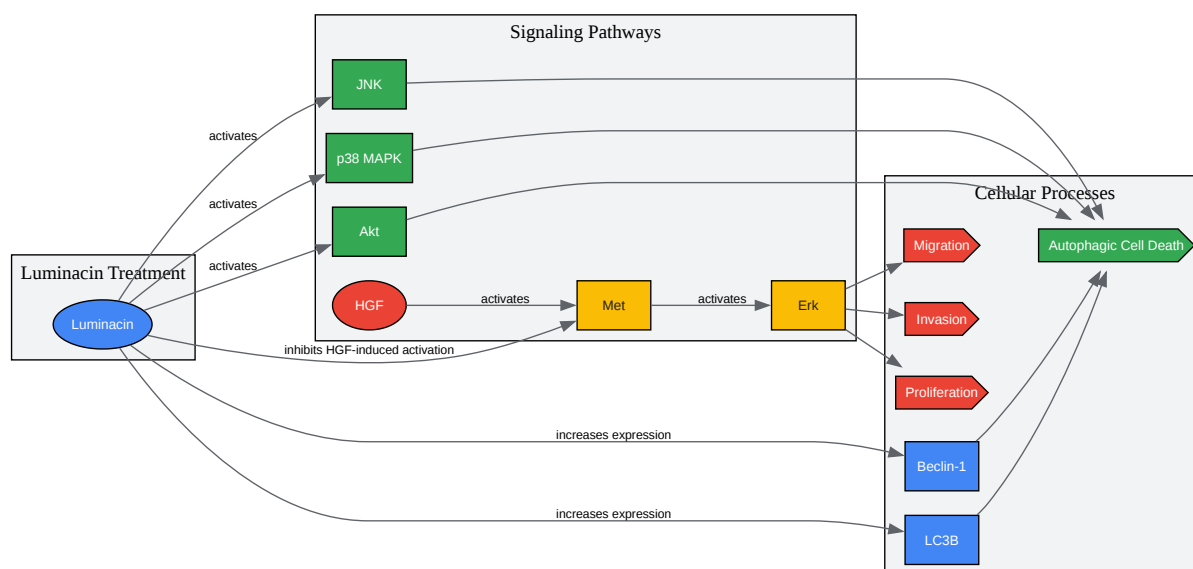 Signaling Pathways
JNK
activates
p38 MAPK
activates
Akt
activates
Luminacin Treatment
Luminacin
HGF
activates
Met
activates
Erk
inhibits HGF-induced activation
Cellular Processes
Migration
Autophagic Cell Death
Invasion
Proliferation
increases expression
Beclin-1
increases expression
LC3B